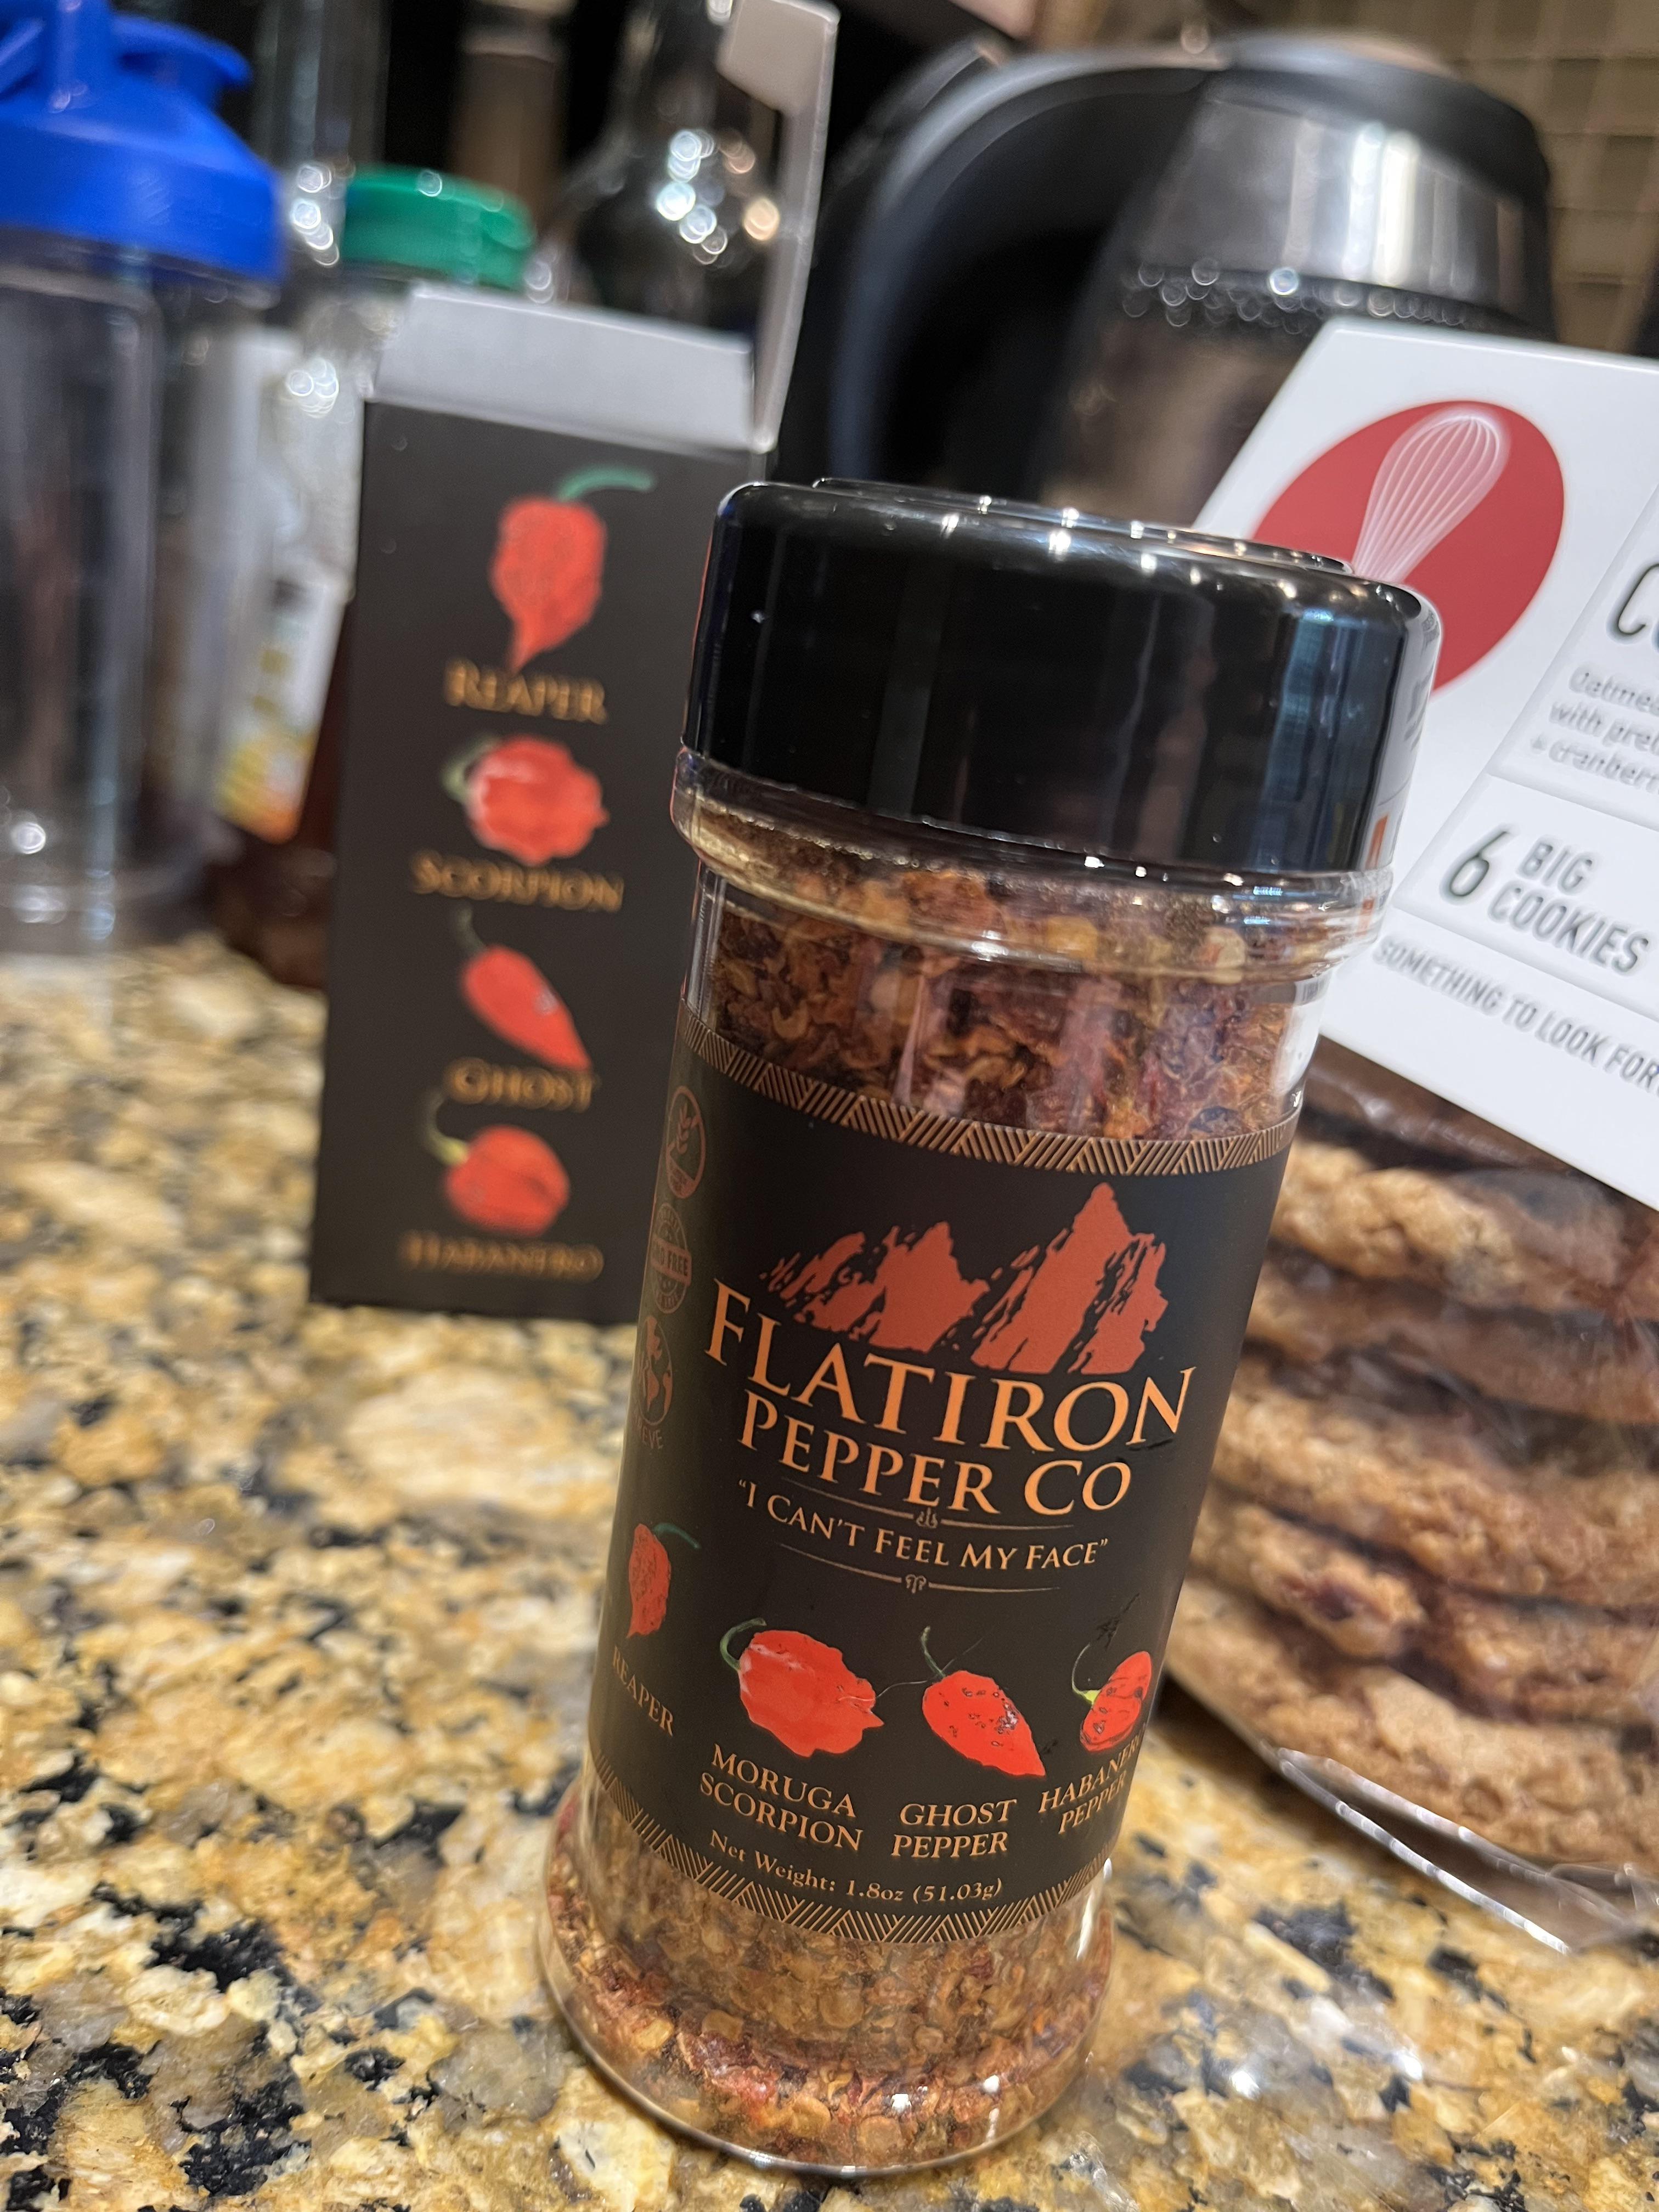 REAPER
SCORPION
GHOST
HABANERO
FLATIRON
PEPPER CO
"I CAN'T FEEL MY FACE"
REAPER
MORUGA
SCORPION
GHOST
PEPPER
HABANERO
PEPPER
Net Weight: 1.8oz (51.03g)
6 BIG
COOKIES
SOMETHING TO LOOK FOR